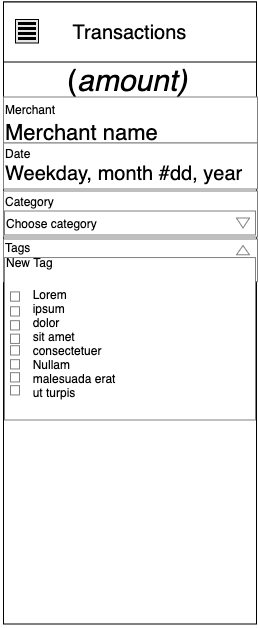 Transactions
(amount)
Merchant
Merchant name
Date
Weekday, month #dd, year
Category
Choose category
Tags
New Tag
Lorem
ipsum
dolor
sit amet
consectetuer
Nullam
malesuada erat
ut turpis